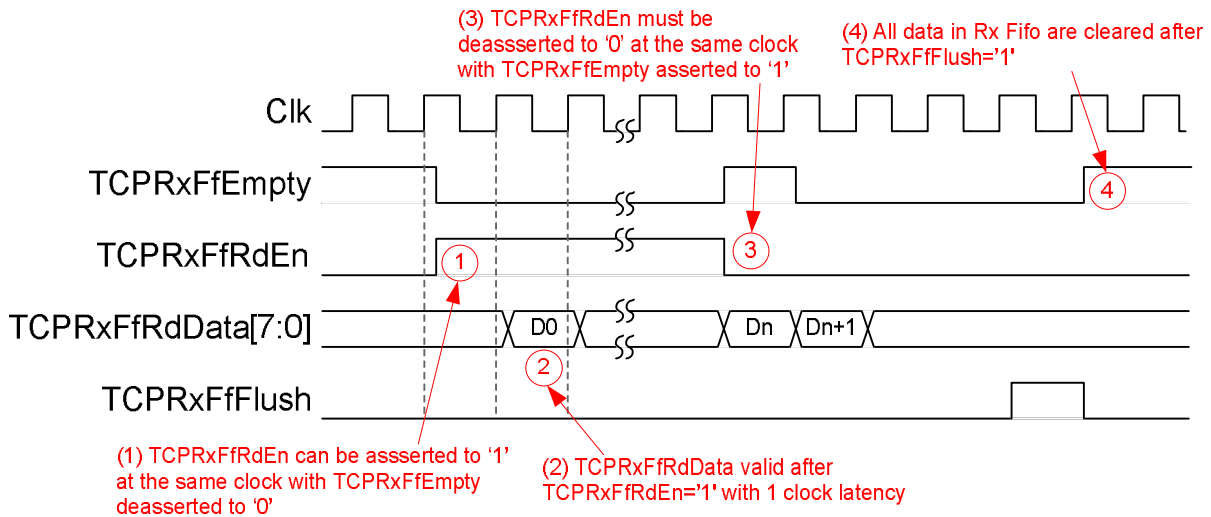 (3) TCPRxFfRdEn must be
deassserted to ‘0’ at the same clock
with TCPRxFfEmpty asserted to ‘1’
(4) All data in Rx Fifo are cleared after
TCPRxFfFlush='1'
Clk
TCPRxFfEmpty
4
TCPRxFfRdEn
1
3
TCPRxFfRdData[7:0]
D0
Dn
Dn+1
2
TCPRxFfFlush
(1) TCPRxFfRdEn can be assserted to ‘1’
at the same clock with TCPRxFfEmpty
deasserted to ‘0’
(2) TCPRxFfRdData valid after
TCPRxFfRdEn='1' with 1 clock latency